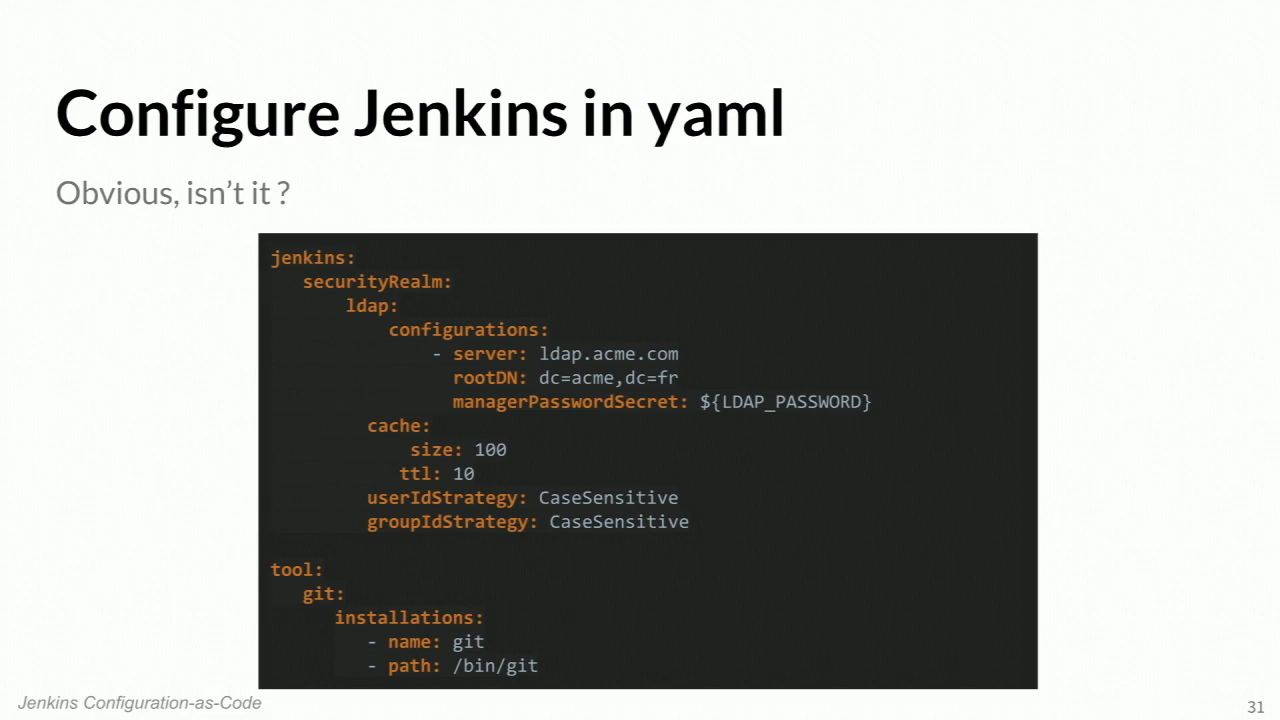 Configure Jenkins in yaml
Obvious, isn't it ?
jenkins:
   securityRealm:
       ldap:
           configurations:
               - server: ldap.acme.com
                 rootDN: dc=acme,dc=fr
                 managerPasswordSecret: ${LDAP_PASSWORD}
         cache:
             size: 100
            ttl: 10
         userIdStrategy: CaseSensitive
         groupIdStrategy: CaseSensitive
tool:
   git:
      installations:
         - name: git
         - path: /bin/git
Jenkins Configuration-as-Code
31